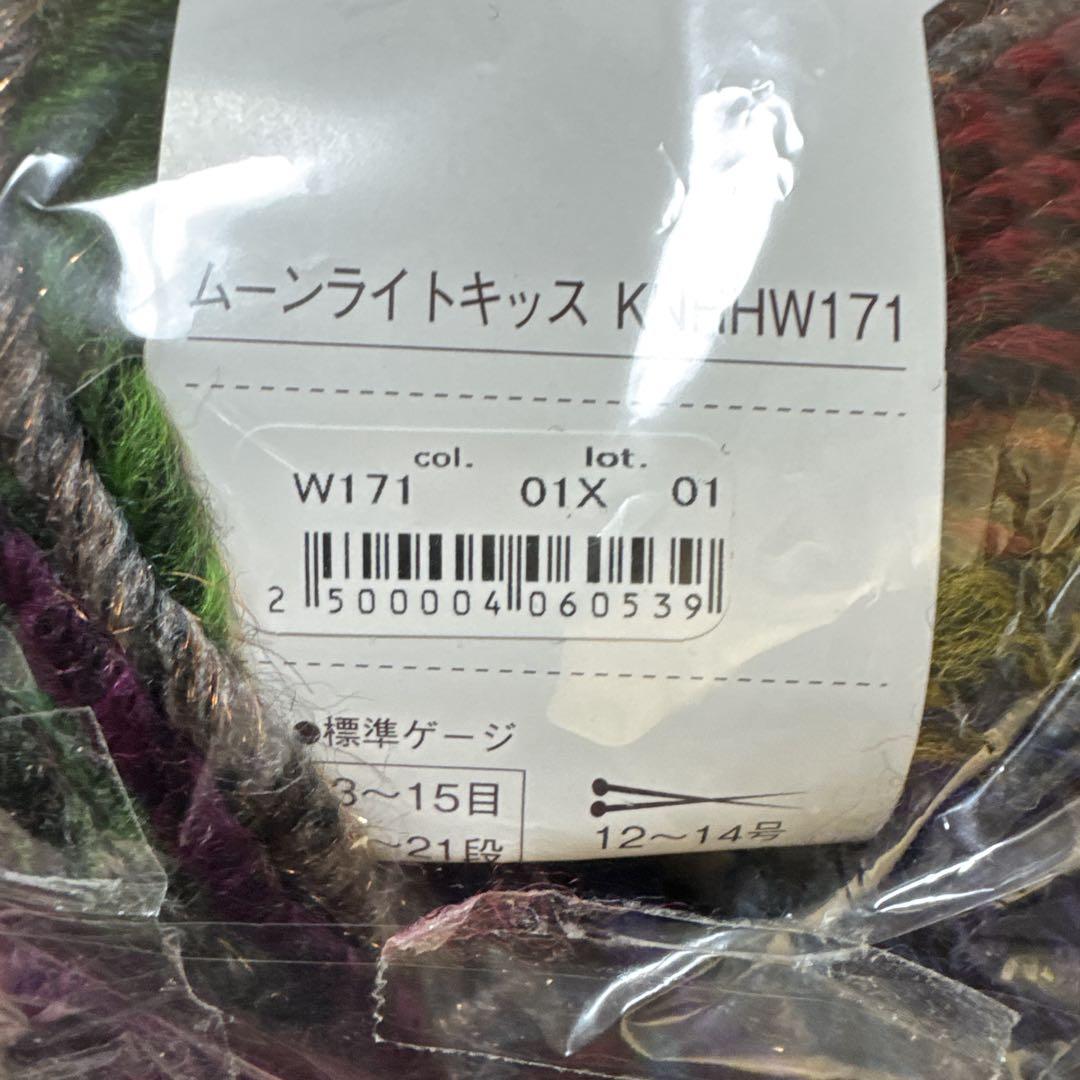 ムーンライトキッス KNHHW171
col. lot.
W171 01X 01
2 500004 060539
●標準ゲージ
3〜15目
〜21段
12〜14号